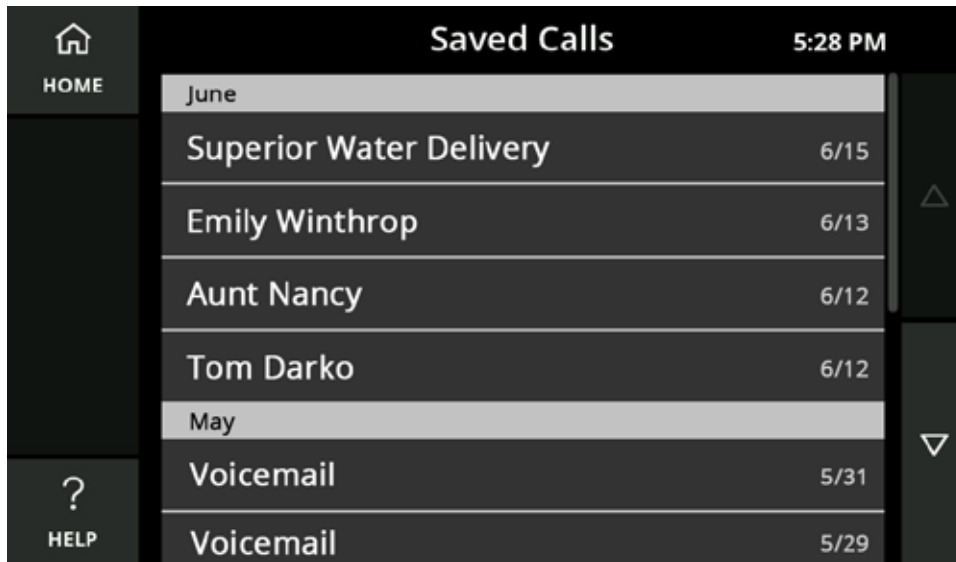 Saved Calls 5:28 PM
HOME
June
Superior Water Delivery 6/15
Emily Winthrop 6/13
Aunt Nancy 6/12
Tom Darko 6/12
May
Voicemail 5/31
Voicemail 5/29
?
HELP